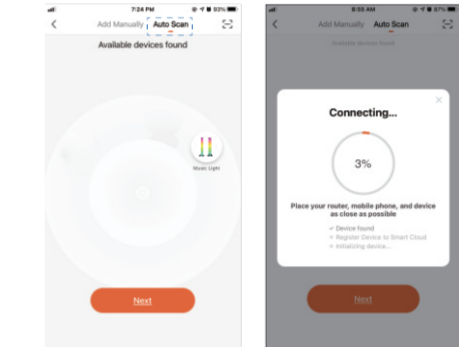 7:24 PM
93%
Add Manually Auto Scan
Available devices found
Music Light
Next
8:55 AM
87%
Add Manually Auto Scan
Available devices found
Connecting...
3%
Place your router, mobile phone, and device
as close as possible
Device found
Register Device to Smart Cloud
Initializing device...
Next